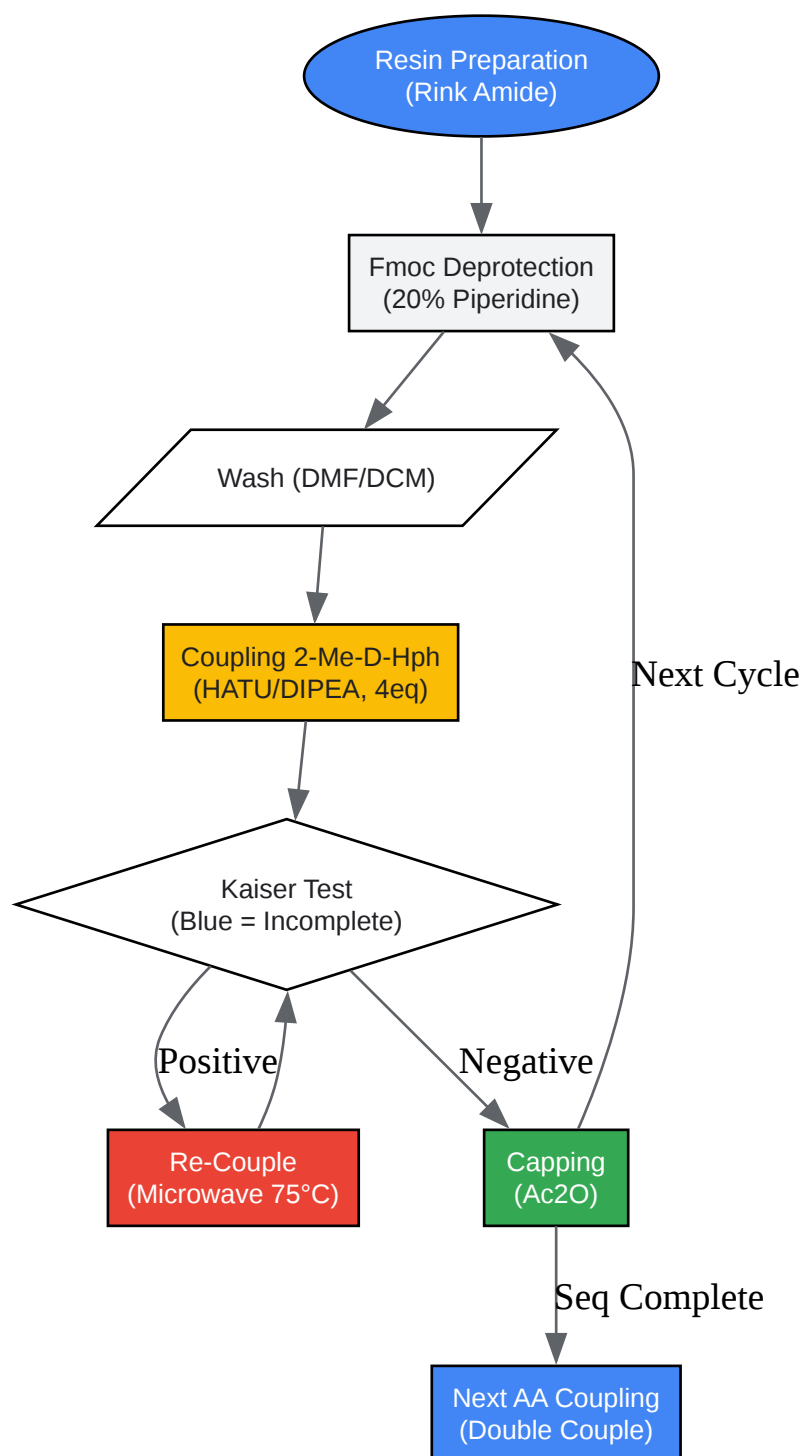 Resin Preparation
(Rink Amide)
Fmoc Deprotection
(20% Piperidine)
Wash (DMF/DCM)
Coupling 2-Me-D-Hph
(HATU/DIPEA, 4eq)
Next Cycle
Kaiser Test
(Blue = Incomplete)
Positive
Negative
Re-Couple
(Microwave 75°C)
Capping
(Ac2O)
Seq Complete
Next AA Coupling
(Double Couple)